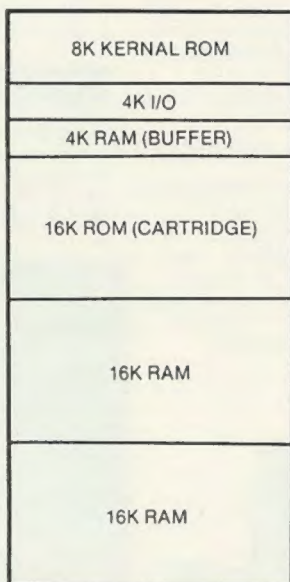 8K KERNAL ROM
4K I/O
4K RAM (BUFFER)
16K ROM (CARTRIDGE)
16K RAM
16K RAM